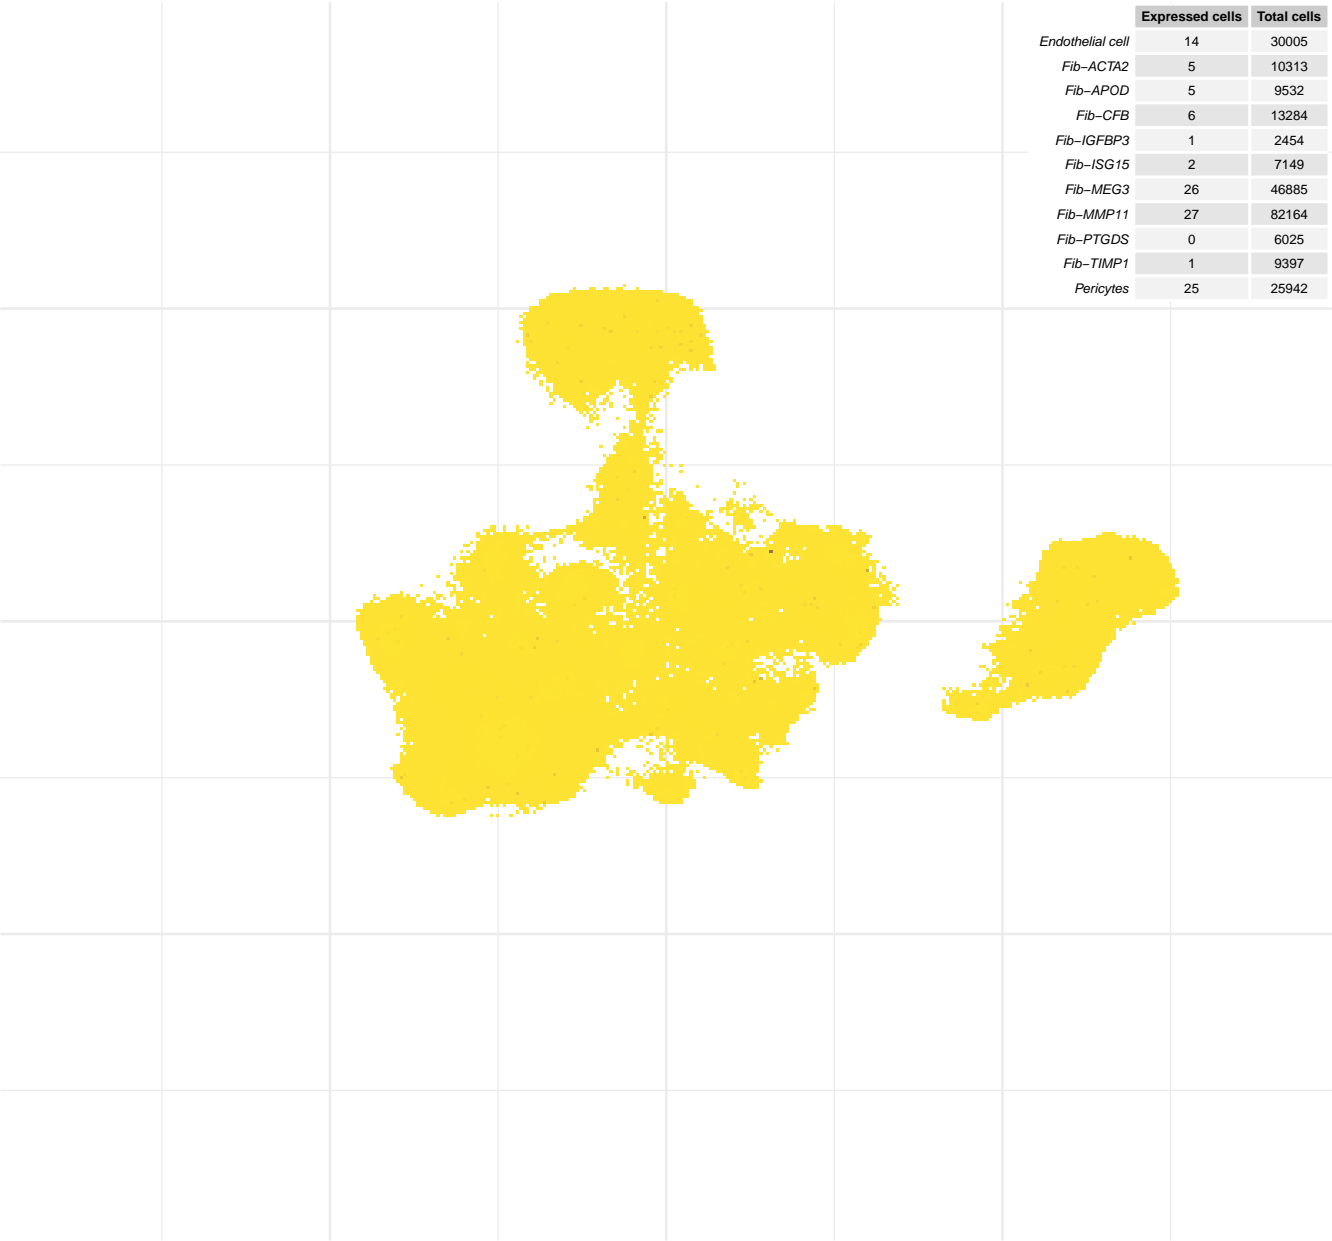 Expressed cells Total cells
Endothelial cell 14 30005
Fib−ACTA2 5 10313
Fib−APOD 5 9532
Fib−CFB 6 13284
Fib−IGFBP3 1 2454
Fib−ISG15 2 7149
Fib−MEG3 26 46885
Fib−MMP11 27 82164
Fib−PTGDS 0 6025
Fib−TIMP1 1 9397
Pericytes 25 25942